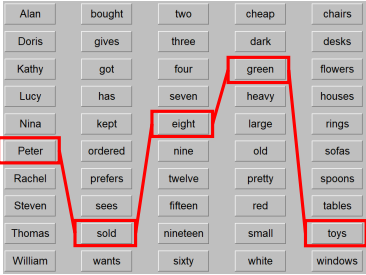 Alan bought two cheap chairs
Doris gives three dark desks
Kathy got four green flowers
Lucy has seven heavy houses
Nina kept eight large rings
Peter ordered nine old sofas
Rachel prefers twelve pretty spoons
Steven sees fifteen red tables
Thomas sold nineteen small toys
William wants sixty white windows